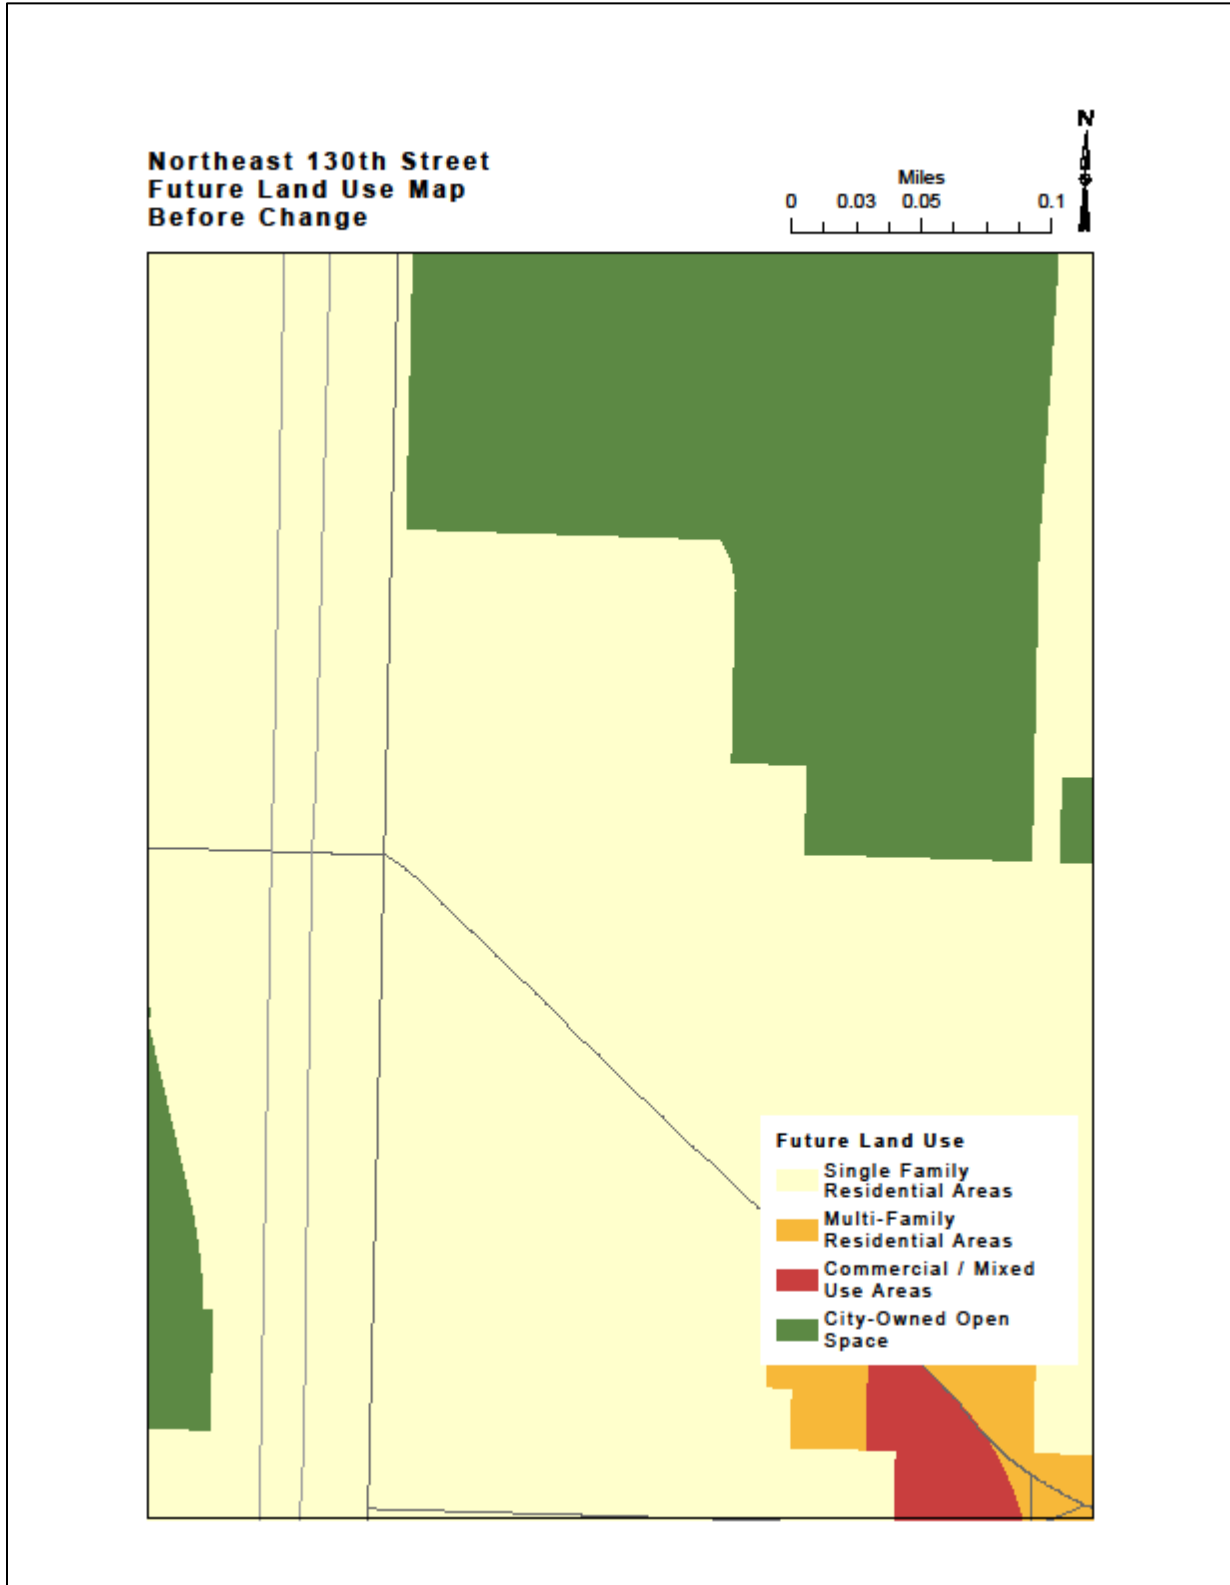 Northeast 130th Street
Future Land Use Map
Before Change
N
Miles
0 0.03 0.05 0.1
Future Land Use
Single Family
Residential Areas
Multi-Family
Residential Areas
Commercial / Mixed
Use Areas
City-Owned Open
Space